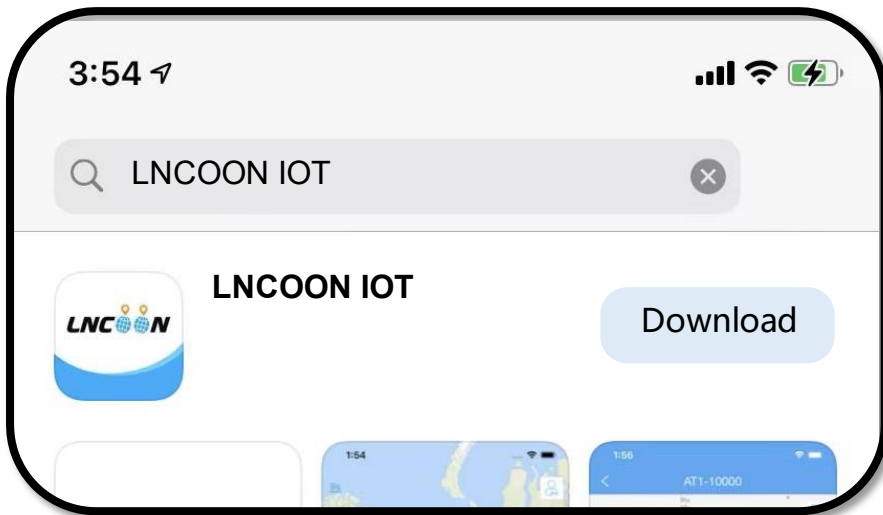 3:54
LNCOON IOT
LNCOON IOT
LNCOON
Download
1:54
1:56
AT1-10000